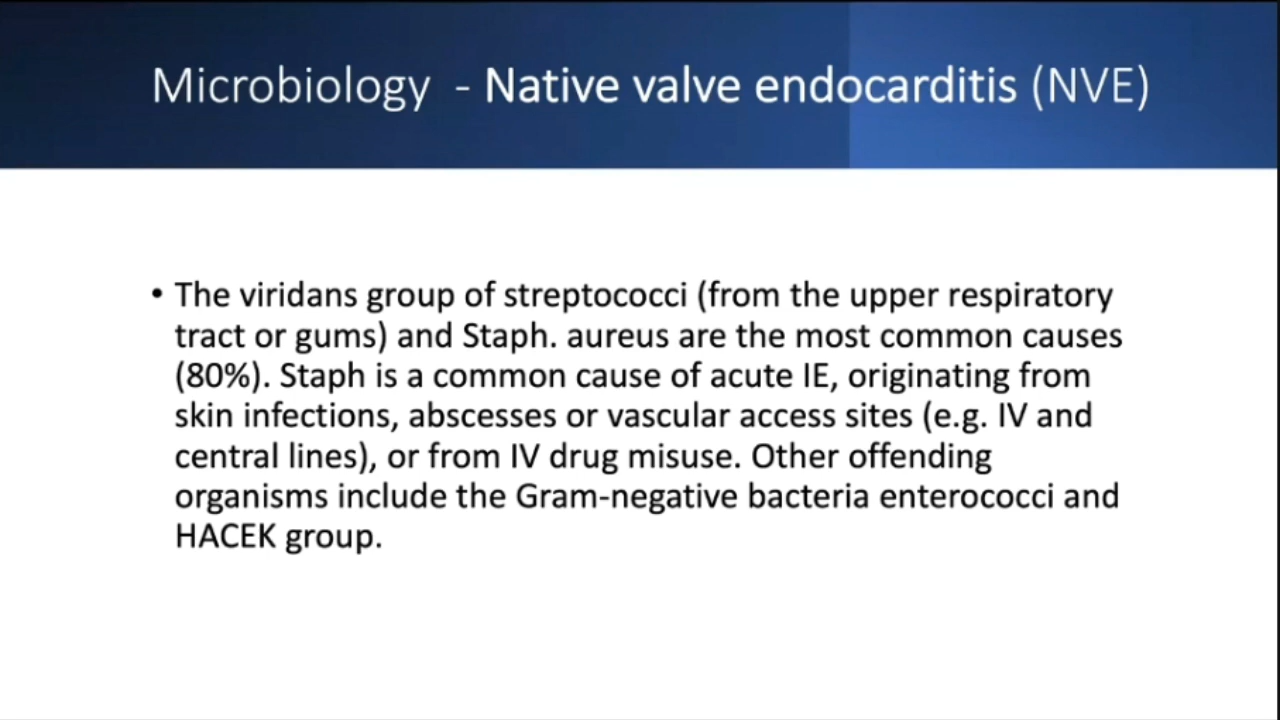 Microbiology - Native valve endocarditis (NVE)
• The viridans group of streptococci (from the upper respiratory
tract or gums) and Staph. aureus are the most common causes
(80%). Staph is a common cause of acute IE, originating from
skin infections, abscesses or vascular access sites (e.g. IV and
central lines), or from IV drug misuse. Other offending
organisms include the Gram-negative bacteria enterococci and
HACEK group.